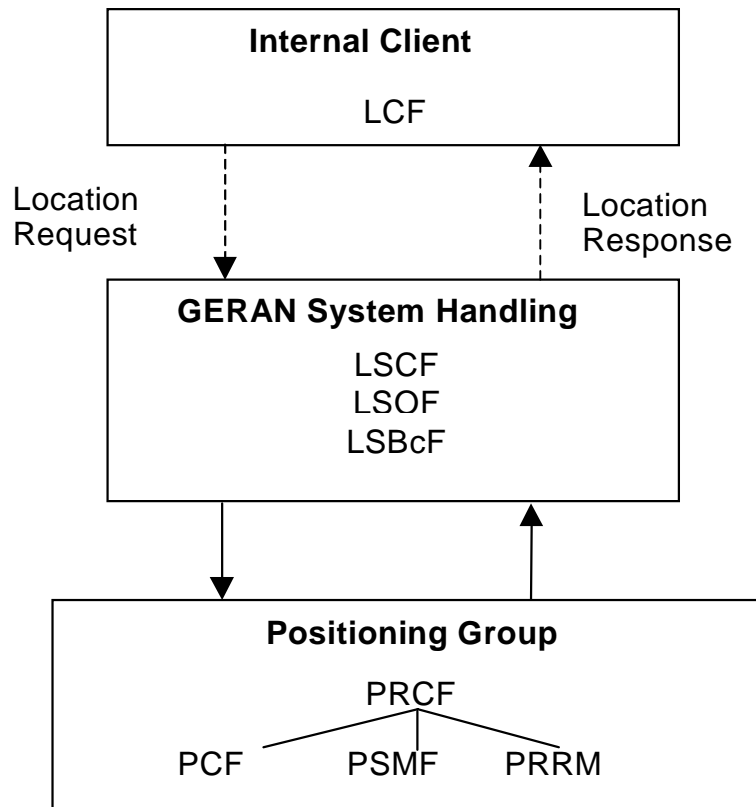 Internal Client
LCF
Location
Request
Location
Response
GERAN System Handling
LSCF
LSOF
LSBcF
Positioning Group
PRCF
PCF PSMF PRRM